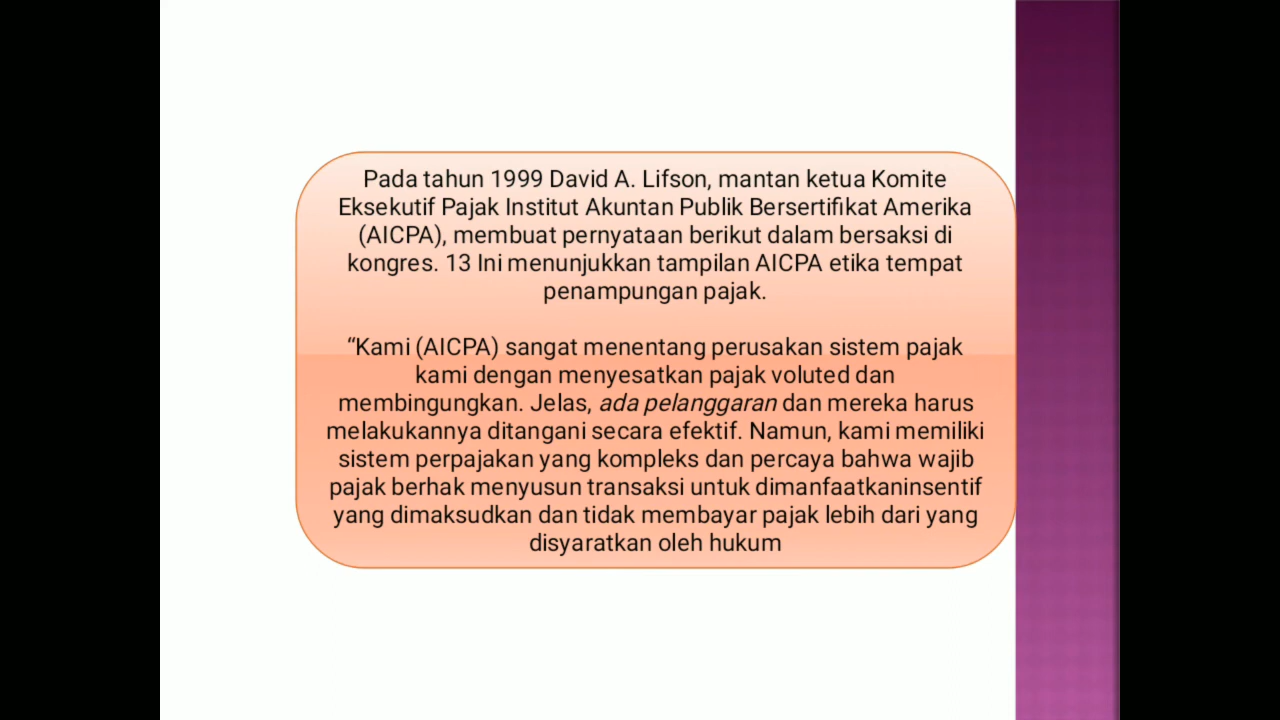 Pada tahun 1999 David A. Lifson, mantan ketua Komite
Eksekutif Pajak Institut Akuntan Publik Bersertifikat Amerika
(AICPA), membuat pernyataan berikut dalam bersaksi di
kongres. 13 Ini menunjukkan tampilan AICPA etika tempat
penampungan pajak.
“Kami (AICPA) sangat menentang perusakan sistem pajak
kami dengan menyesatkan pajak voluted dan
membingungkan. Jelas, ada pelanggaran dan mereka harus
melakukannya ditangani secara efektif. Namun, kami memiliki
sistem perpajakan yang kompleks dan percaya bahwa wajib
pajak berhak menyusun transaksi untuk dimanfaatkaninsentif
yang dimaksudkan dan tidak membayar pajak lebih dari yang
disyaratkan oleh hukum